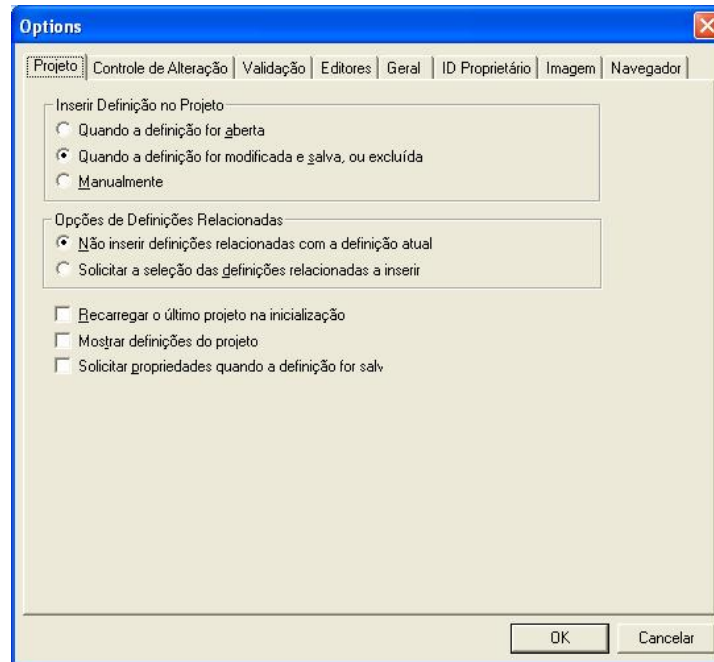 Options
Projeto Controle de Alteração Validação Editores Geral ID Proprietário Imagem Navegador
Inserir Definição no Projeto
Quando a definição for aberta
Quando a definição for modificada e salva, ou excluída
Manualmente
Opções de Definições Relacionadas
Não inserir definições relacionadas com a definição atual
Solicitar a seleção das definições relacionadas a inserir
Recarregar o último projeto na inicialização
Mostrar definições do projeto
Solicitar propriedades quando a definição for salv
OK Cancelar